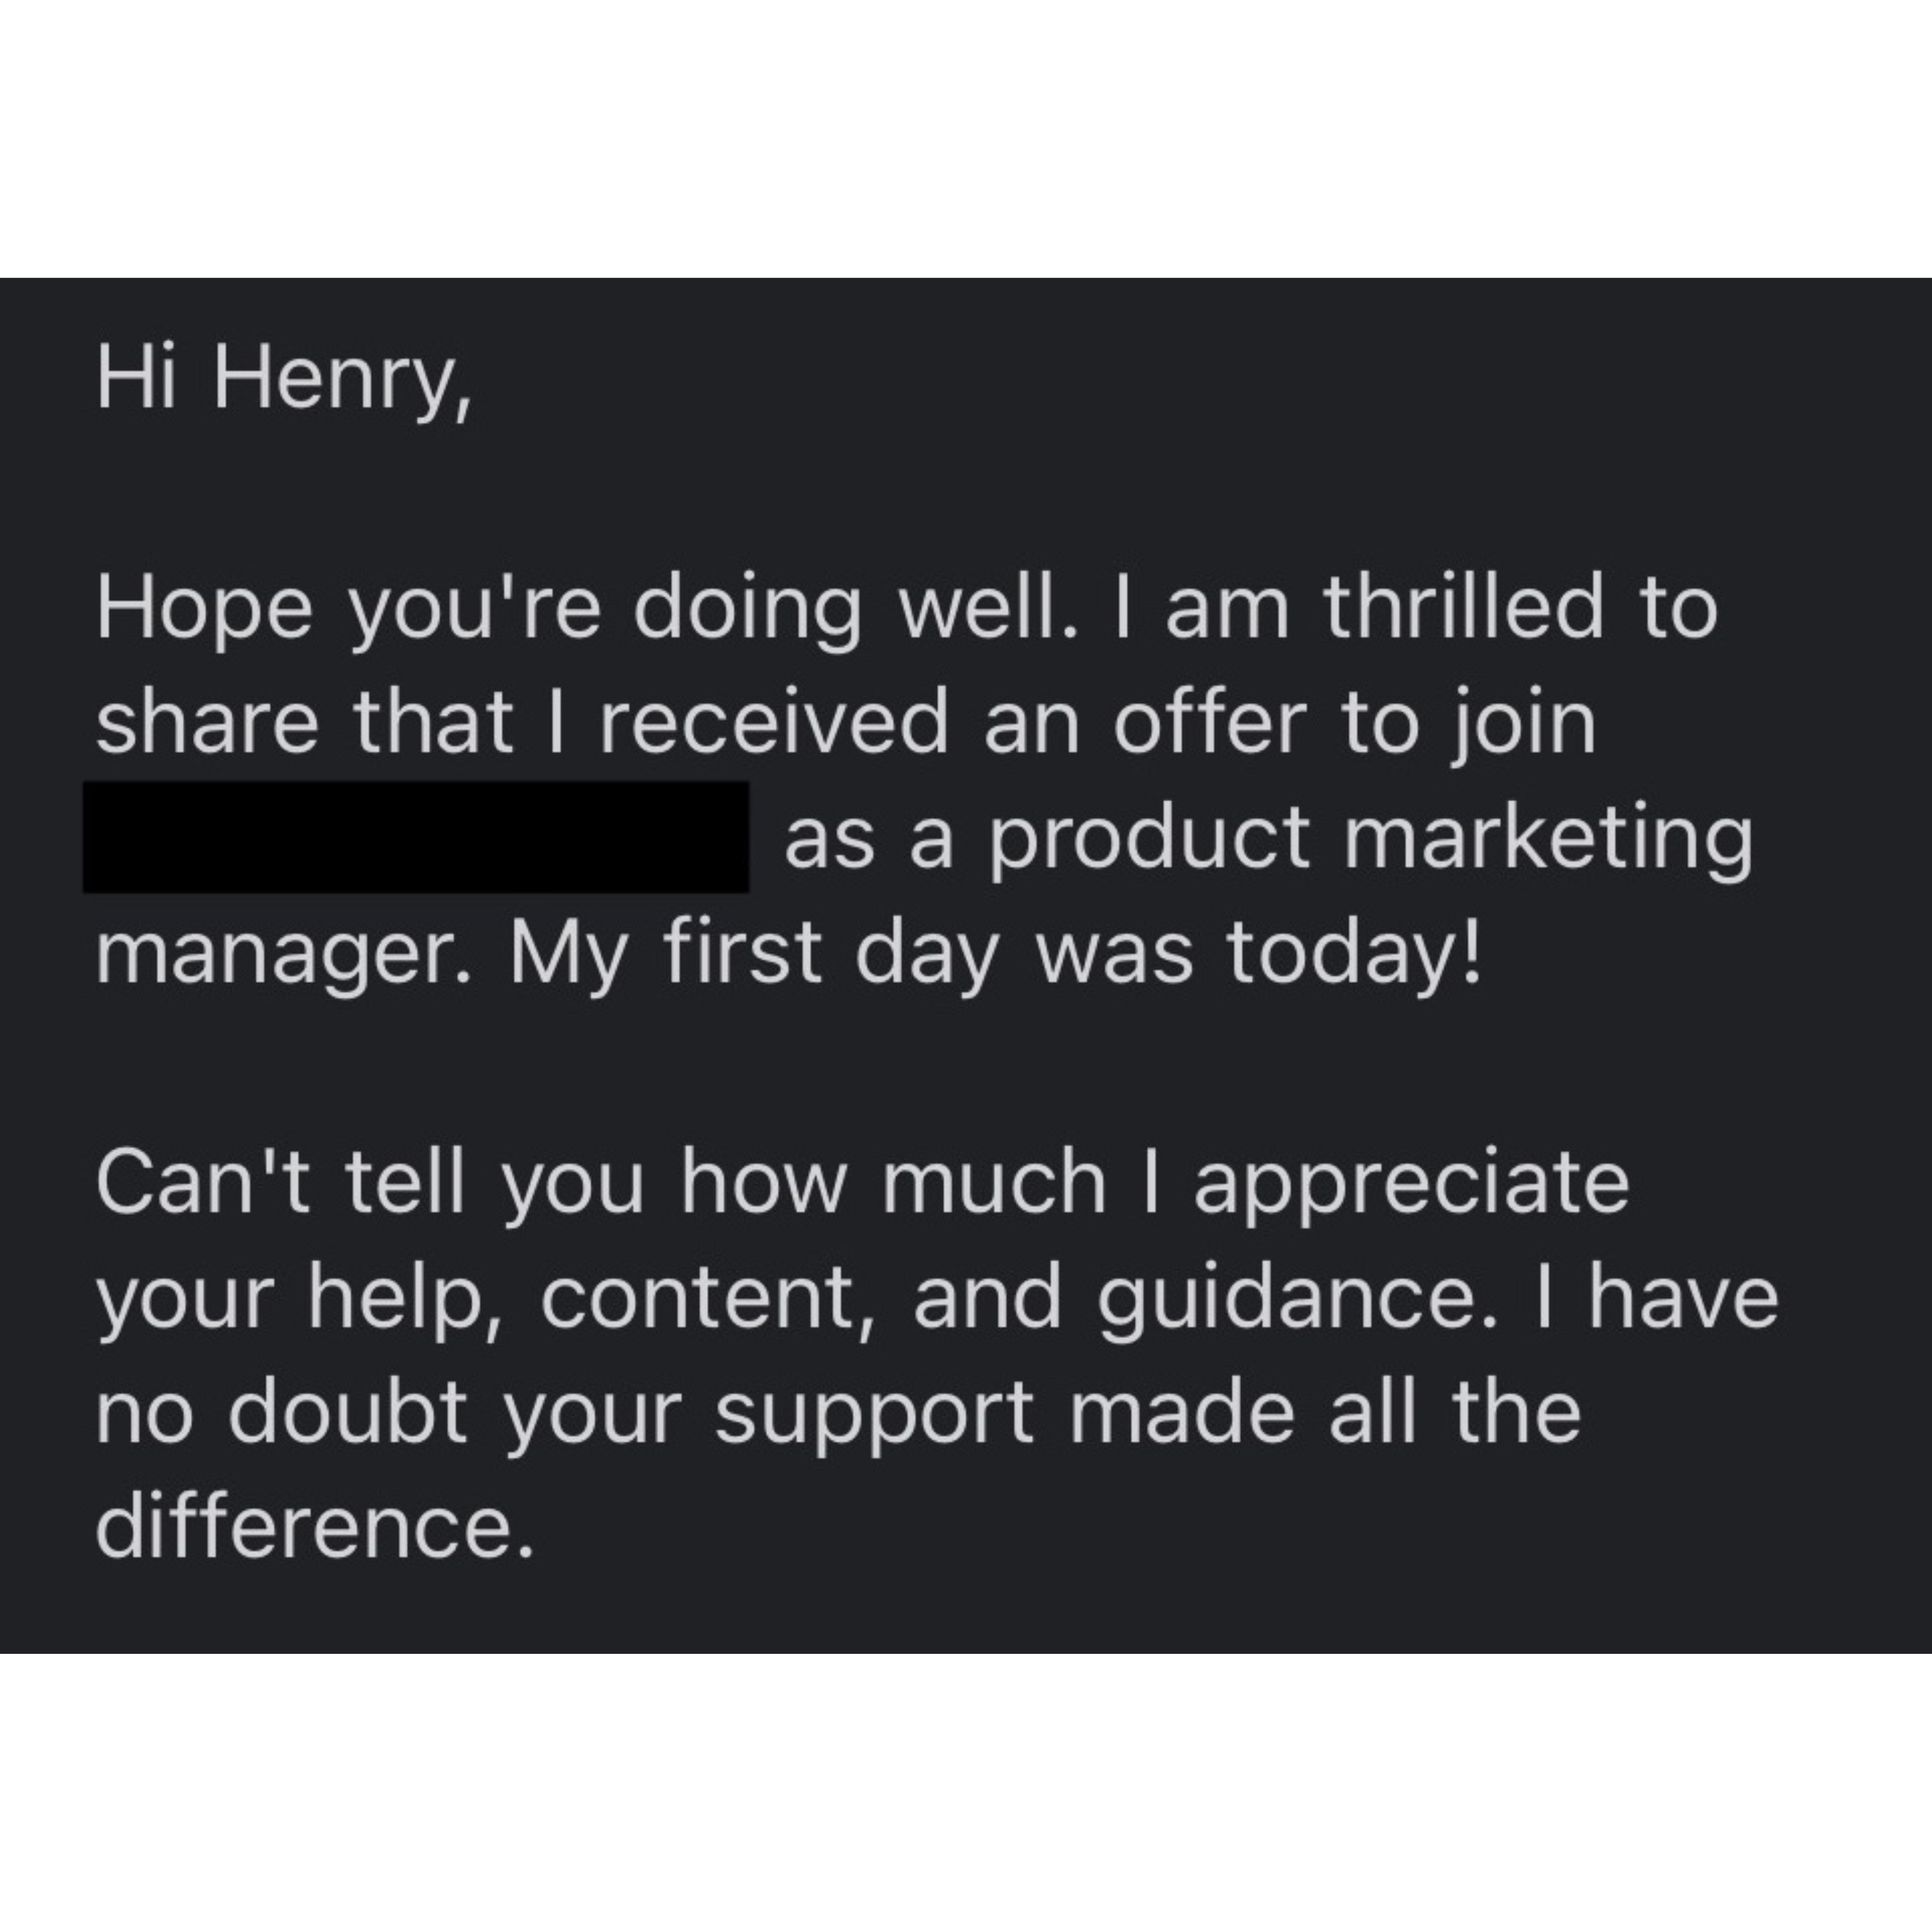 Hi Henry,
Hope you're doing well. I am thrilled to
share that I received an offer to join
as a product marketing
manager. My first day was today!
Can't tell you how much I appreciate
your help, content, and guidance. I have
no doubt your support made all the
difference.